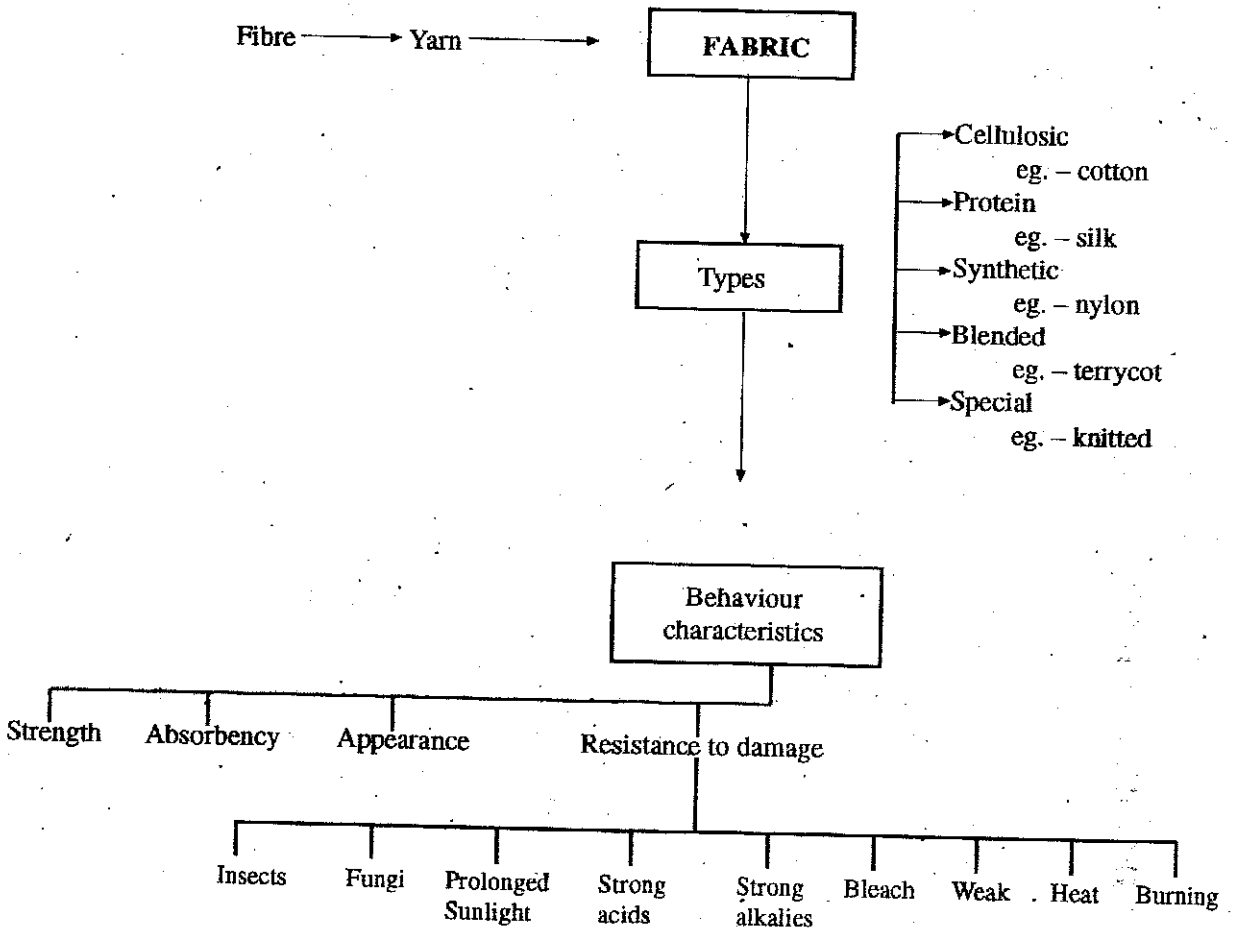 Fibre Yarn FABRIC
Cellulosic
eg. – cotton
Protein
eg. – silk
Types
Synthetic
eg. – nylon
Blended
eg. – terrycot
Special
eg. – knitted
Behaviour
characteristics
Strength Absorbency Appearance Resistance to damage
Insects Fungi Prolonged Strong Strong Bleach Weak Heat Burning
Sunlight acids alkalies